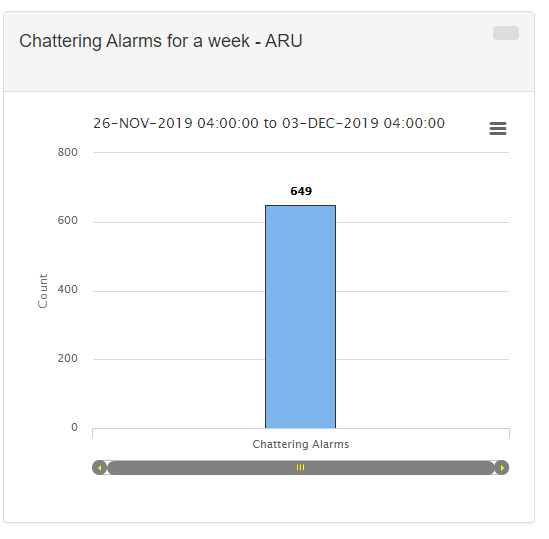 Chattering Alarms for a week - ARU
26-NOV-2019 04:00:00 to 03-DEC-2019 04:00:00
800
649
600
400
200
0
Count
Chattering Alarms